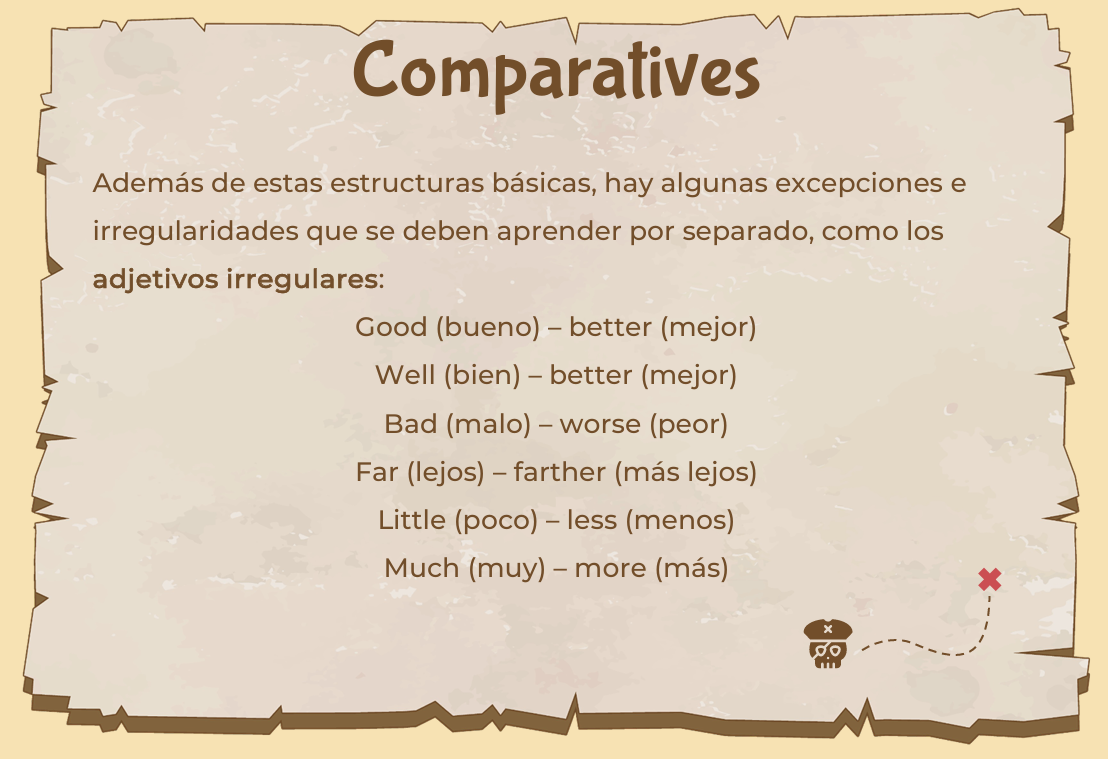 Comparatives
Además de estas estructuras básicas, hay algunas excepciones e
irregularidades que se deben aprender por separado, como los
adjetivos irregulares:
Good (bueno) – better (mejor)
Well (bien) – better (mejor)
Bad (malo) – worse (peor)
Far (lejos) – farther (más lejos)
Little (poco) – less (menos)
Much (muy) – more (más)